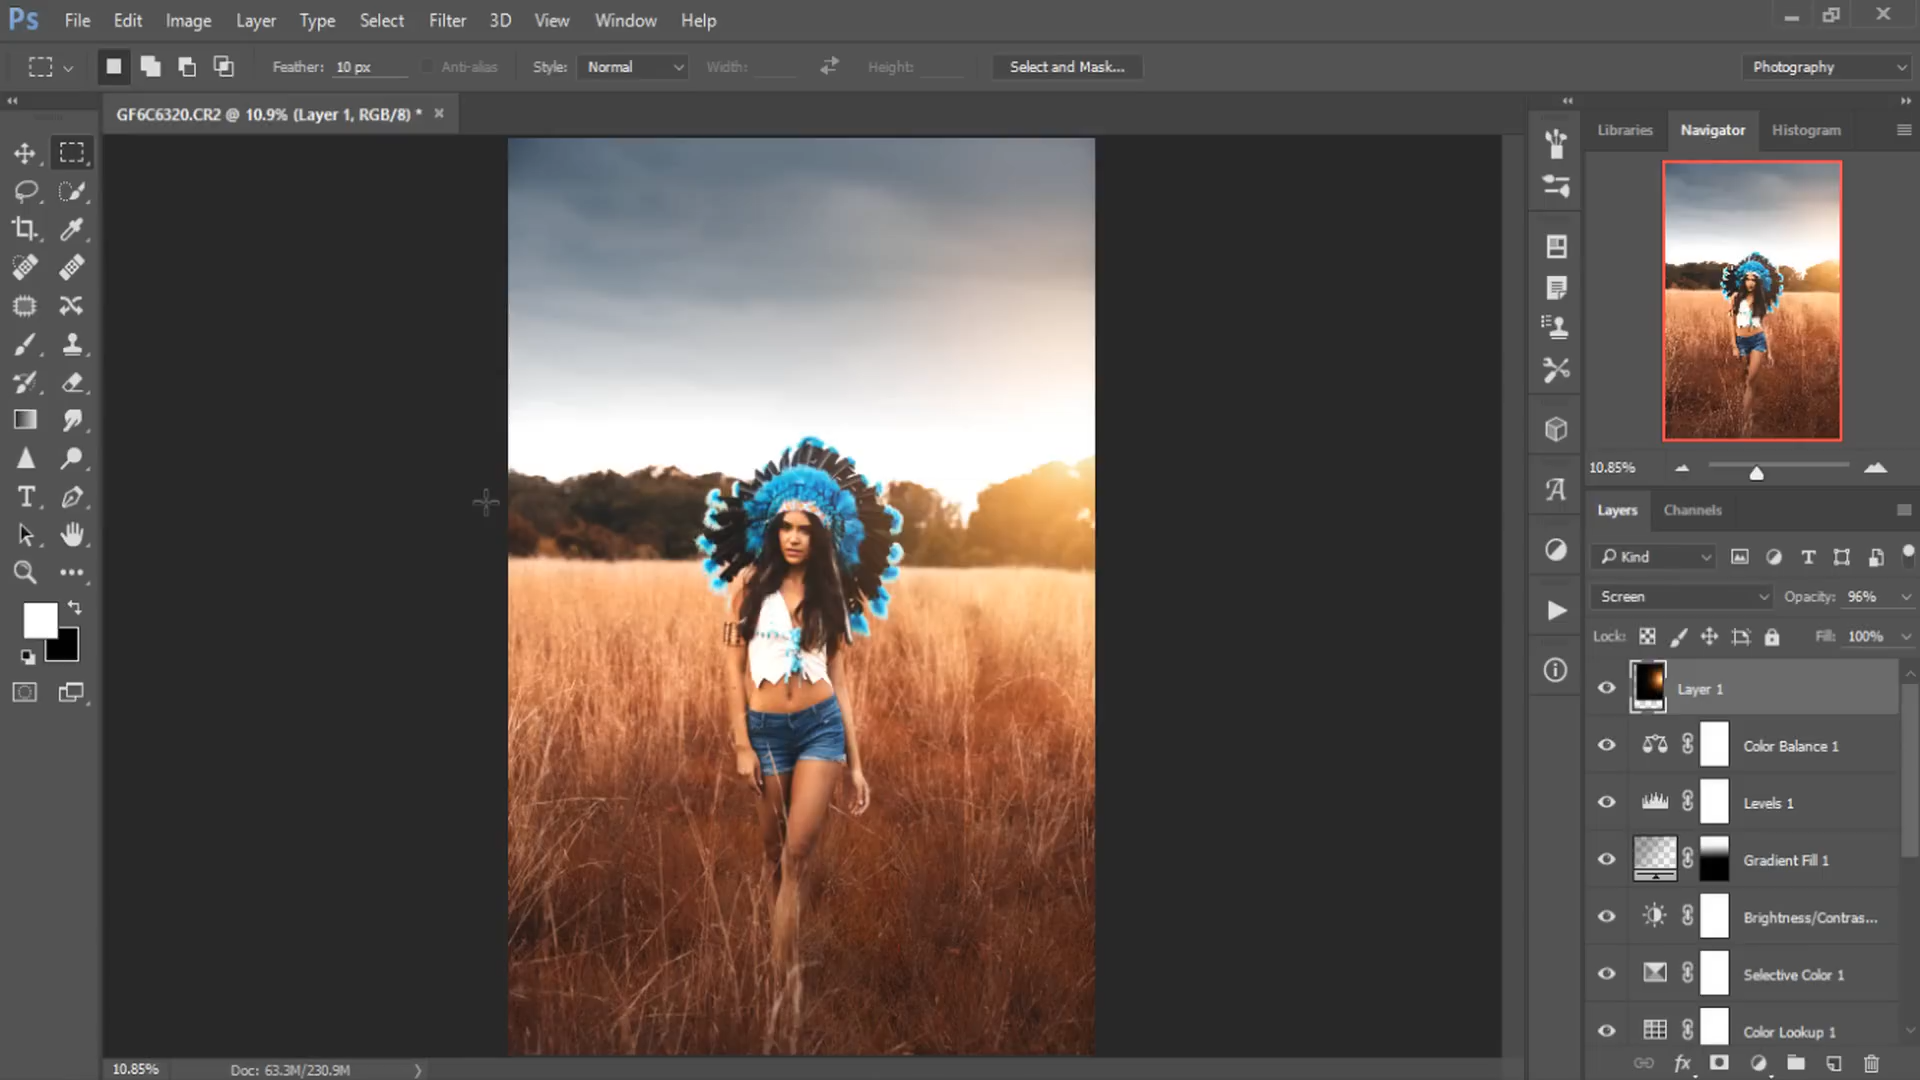 Ps File Edit Image Layer Type Select Filter 3D View Window Help
Feather: 10 px Anti-alias Style: Normal Width: Height: Select and Mask... Photography
GF6C6320.CR2 @ 10.9% (Layer 1, RGB/8) *
Libraries Navigator Histogram
10.85%
Layers Channels
Kind
Screen Opacity: 96%
Lock: Fill: 100%
Layer 1
Color Balance 1
Levels 1
Gradient Fill 1
Brightness/Contras...
Selective Color 1
Color Lookup 1
10.85% Doc: 63.3M/230.9M